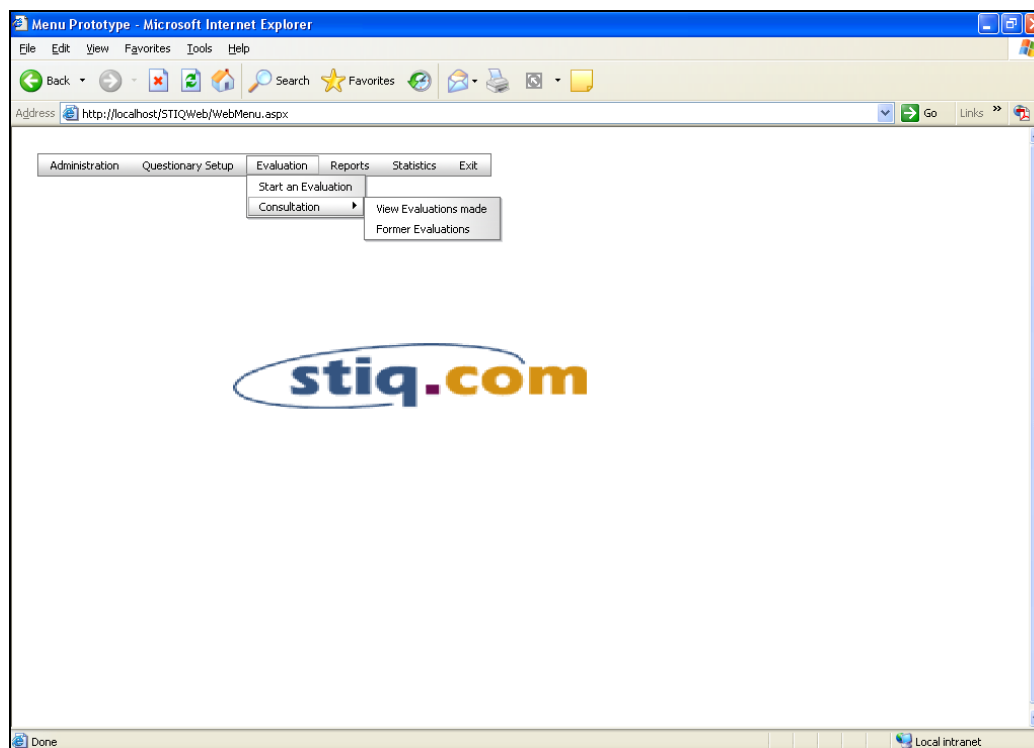 Menu Prototype - Microsoft Internet Explorer
File Edit View Favorites Tools Help
Back Search Favorites
Address http://localhost/STIQWeb/WebMenu.aspx Go Links »
Administration Questionary Setup Evaluation Reports Statistics Exit
Start an Evaluation
Consultation View Evaluations made
Former Evaluations
stiq.com
Done Local intranet